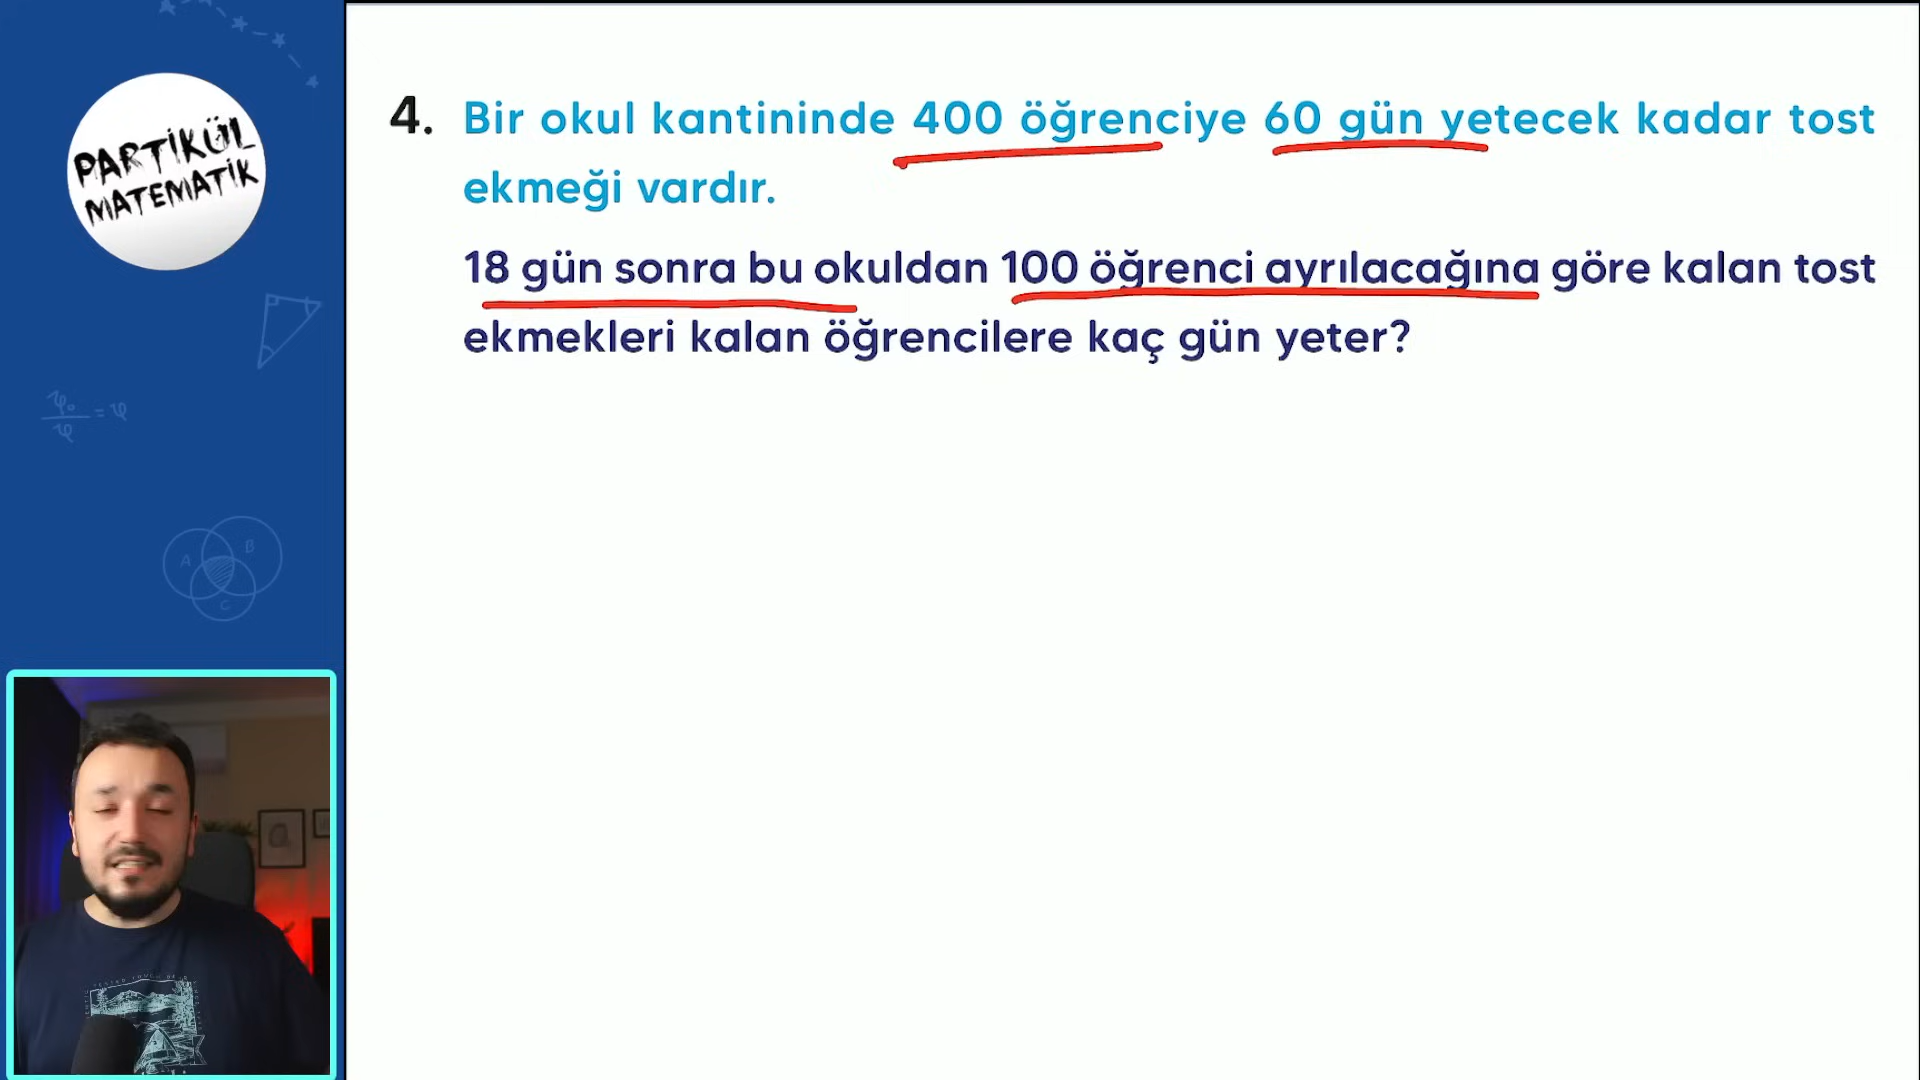 PARTİKÜL
MATEMATİK
4. Bir okul kantininde 400 öğrenciye 60 gün yetecek kadar tost
ekmeği vardır.
18 gün sonra bu okuldan 100 öğrenci ayrılacağına göre kalan tost
ekmekleri kalan öğrencilere kaç gün yeter?
A
B
C